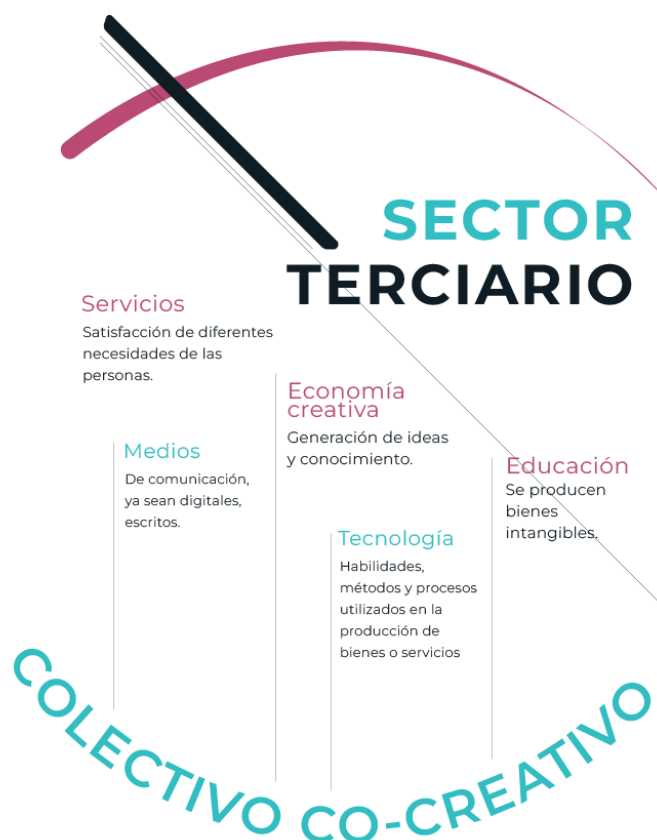 SECTOR
TERCIARIO
Servicios
Satisfacción de diferentes
necesidades de las
personas.
Economía
creativa
Generación de ideas
y conocimiento.
Medios
De comunicación,
ya sean digitales,
escritos.
Educación
Se producen
bienes
intangibles.
Tecnología
Habilidades,
métodos y procesos
utilizados en la
producción de
bienes o servicios
COLECTIVO CO-CREATIVO